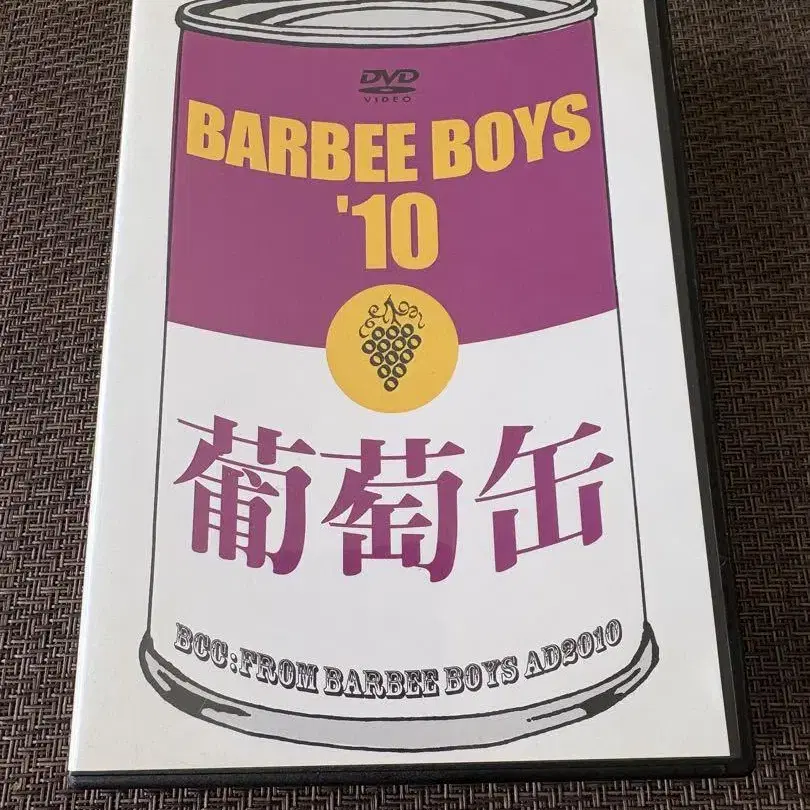 DVD
VIDEO
BARBEE BOYS
'10
葡萄缶
BCC:FROM BARBEE BOYS AD2010